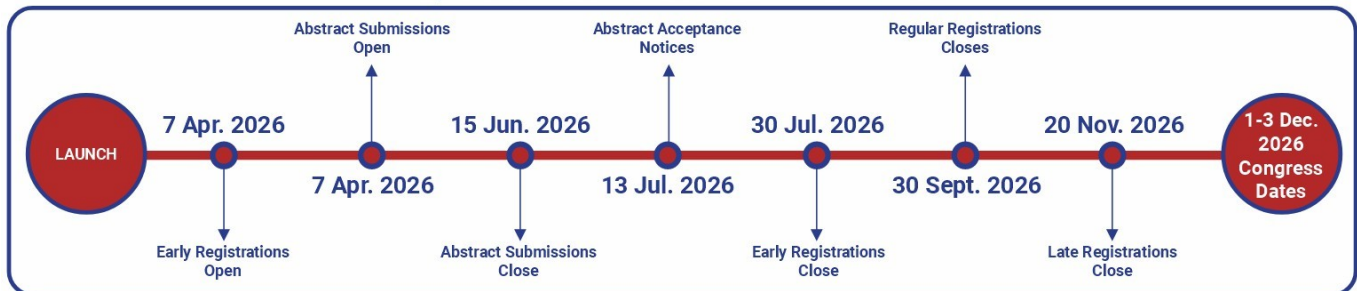 Abstract Submissions
Open
Abstract Acceptance
Notices
Regular Registrations
Closes
LAUNCH
7 Apr. 2026
7 Apr. 2026
15 Jun. 2026
13 Jul. 2026
30 Jul. 2026
30 Sept. 2026
20 Nov. 2026
1-3 Dec.
2026
Congress
Dates
Early Registrations
Open
Abstract Submissions
Close
Early Registrations
Close
Late Registrations
Close